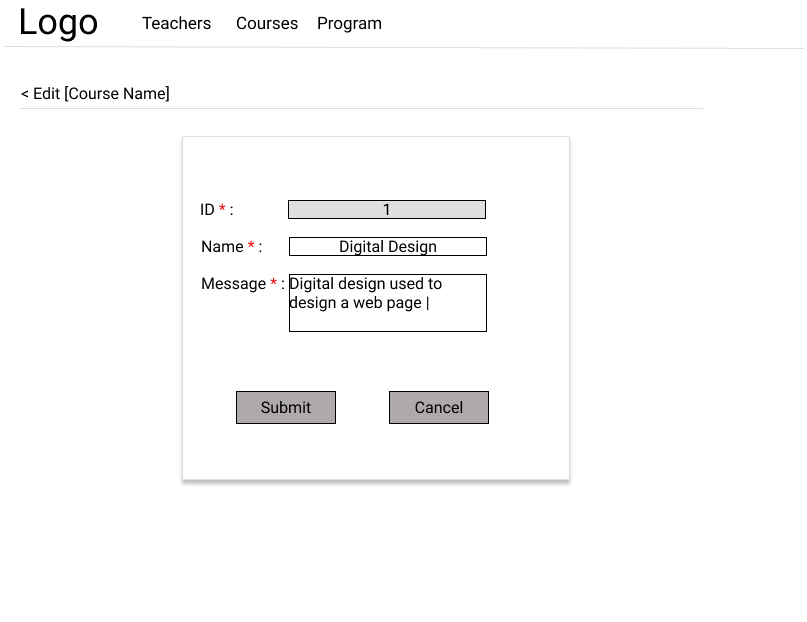 Logo Teachers Courses Program
< Edit [Course Name]
ID * : 1
Name * : Digital Design
Message * : Digital design used to
design a web page |
Submit Cancel